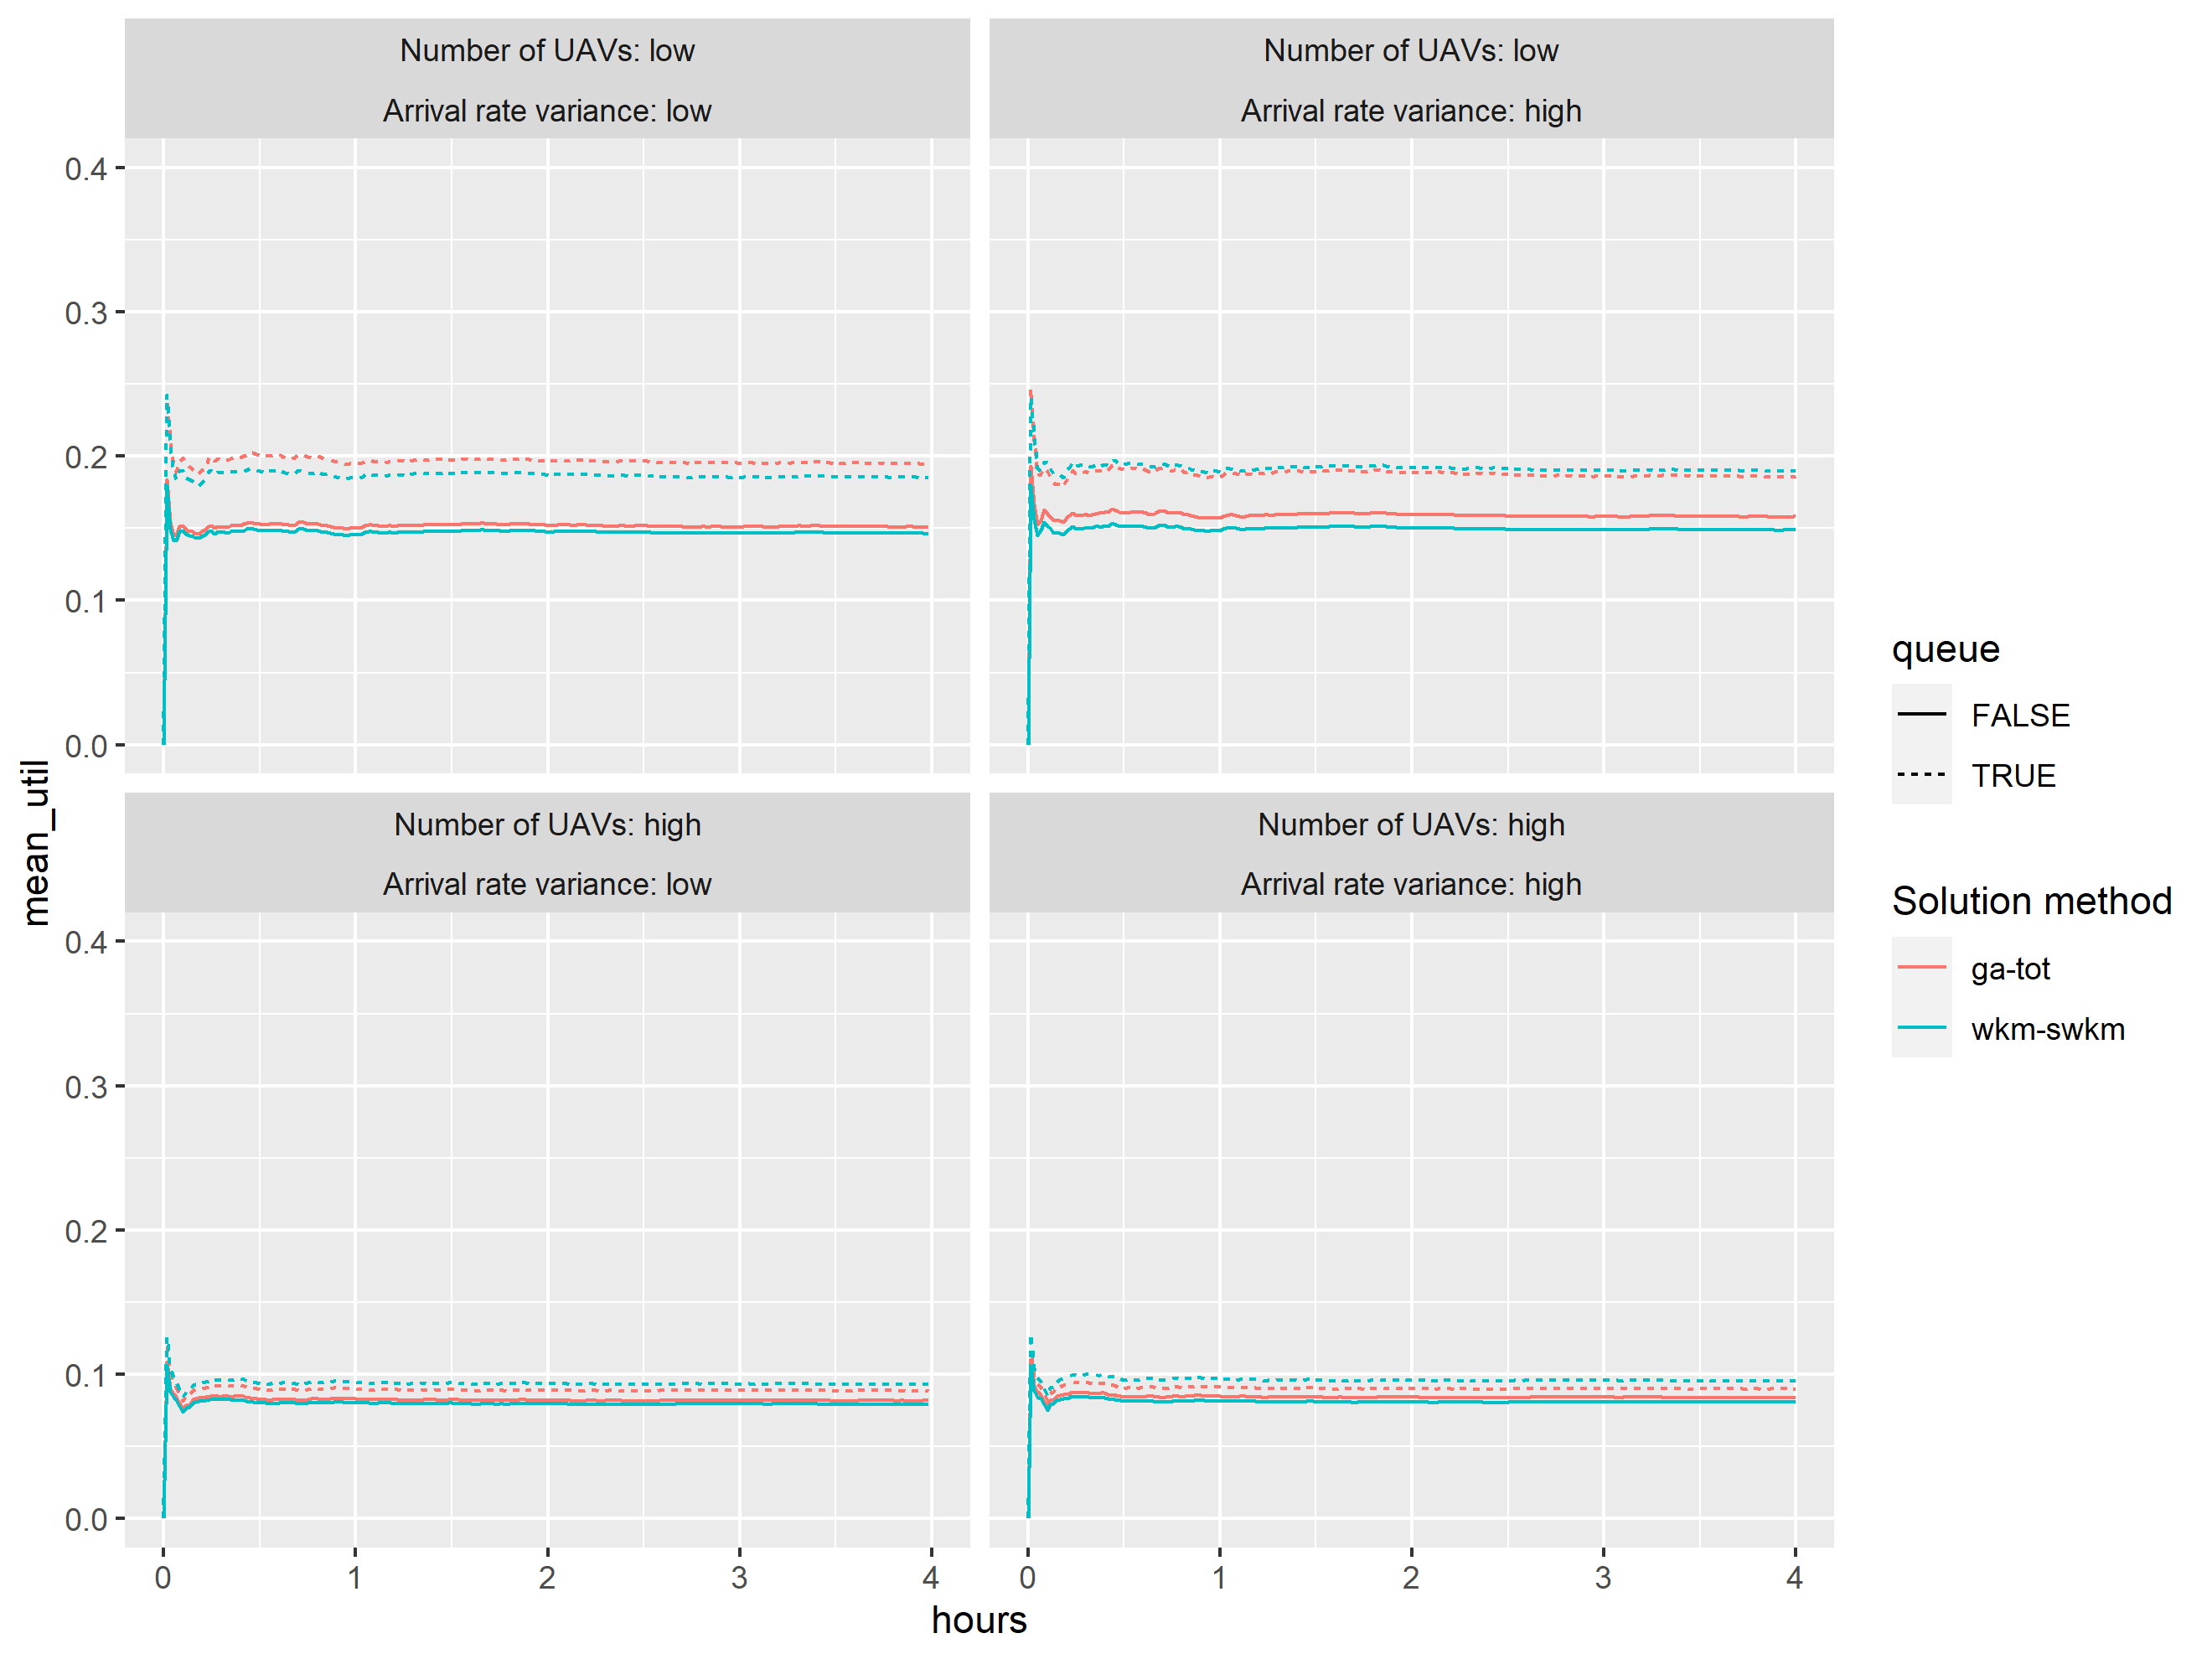 Number of UAVs: low
Arrival rate variance: low
Number of UAVs: low
Arrival rate variance: high
0.4
0.3
0.2
0.1
0.0
Number of UAVs: high
Arrival rate variance: low
Number of UAVs: high
Arrival rate variance: high
0.4
0.3
0.2
0.1
0.0
0 1 2 3 4
0 1 2 3 4
hours
mean_util
queue
FALSE
TRUE
Solution method
ga-tot
wkm-swkm